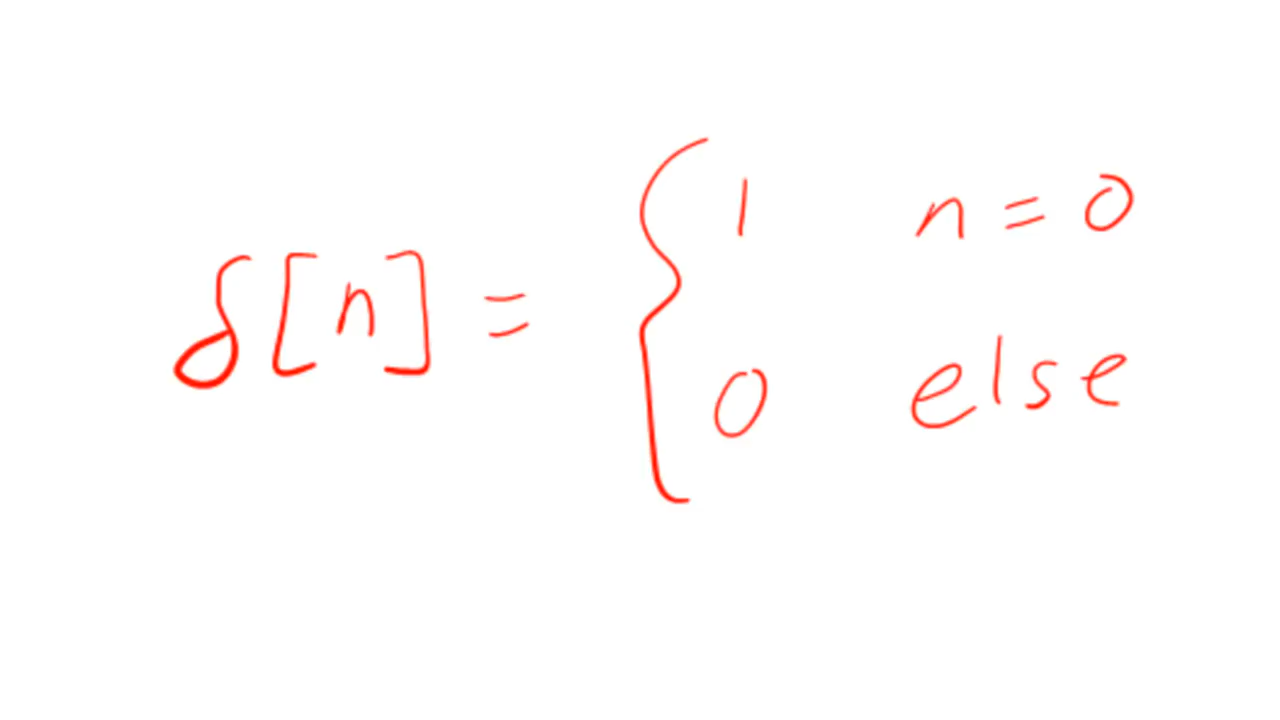 δ[n] = { 1 n = 0
0 else